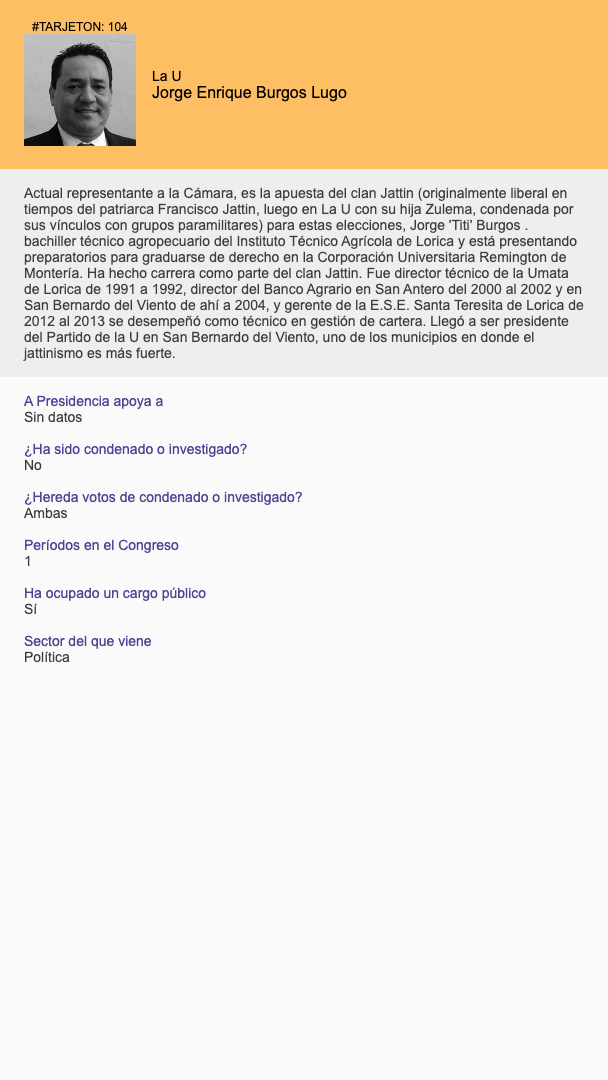 #TARJETON: 104
La U
Jorge Enrique Burgos Lugo
Actual representante a la Cámara, es la apuesta del clan Jattin (originalmente liberal en
tiempos del patriarca Francisco Jattin, luego en La U con su hija Zulema, condenada por
sus vínculos con grupos paramilitares) para estas elecciones, Jorge 'Titi' Burgos .
bachiller técnico agropecuario del Instituto Técnico Agrícola de Lorica y está presentando
preparatorios para graduarse de derecho en la Corporación Universitaria Remington de
Montería. Ha hecho carrera como parte del clan Jattin. Fue director técnico de la Umata
de Lorica de 1991 a 1992, director del Banco Agrario en San Antero del 2000 al 2002 y en
San Bernardo del Viento de ahí a 2004, y gerente de la E.S.E. Santa Teresita de Lorica de
2012 al 2013 se desempeñó como técnico en gestión de cartera. Llegó a ser presidente
del Partido de la U en San Bernardo del Viento, uno de los municipios en donde el
jattinismo es más fuerte.
A Presidencia apoya a
Sin datos
¿Ha sido condenado o investigado?
No
¿Hereda votos de condenado o investigado?
Ambas
Períodos en el Congreso
1
Ha ocupado un cargo público
Sí
Sector del que viene
Política